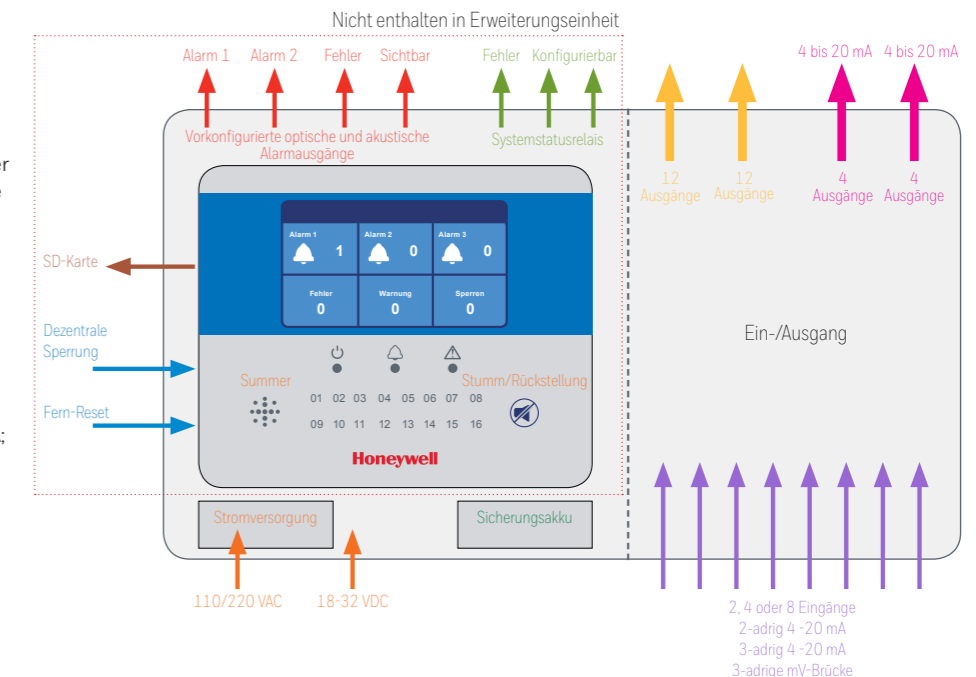 Nicht enthalten in Erweiterungseinheit
Alarm 1 Alarm 2 Fehler Sichtbar
Fehler Konfigurierbar
4 bis 20 mA 4 bis 20 mA
Vorkonfigurierte optische und akustische
Alarmausgänge
Systemstatusrelais
12
Ausgänge
12
Ausgänge
4
Ausgänge
4
Ausgänge
er
e
Alarm 1
1
Alarm 2
0
Alarm 3
0
Fehler
0
Warnung
0
Sperren
0
SD-Karte
Dezentrale
Sperrung
Fern-Reset
t;
Summer
Stumm/Rückstellung
01 02 03 04 05 06 07 08
09 10 11 12 13 14 15 16
Honeywell
Ein-/Ausgang
Stromversorgung
Sicherungsakku
110/220 VAC
18-32 VDC
2, 4 oder 8 Eingänge
2-adrig 4 -20 mA
3-adrig 4 -20 mA
3-adrige mV-Brücke